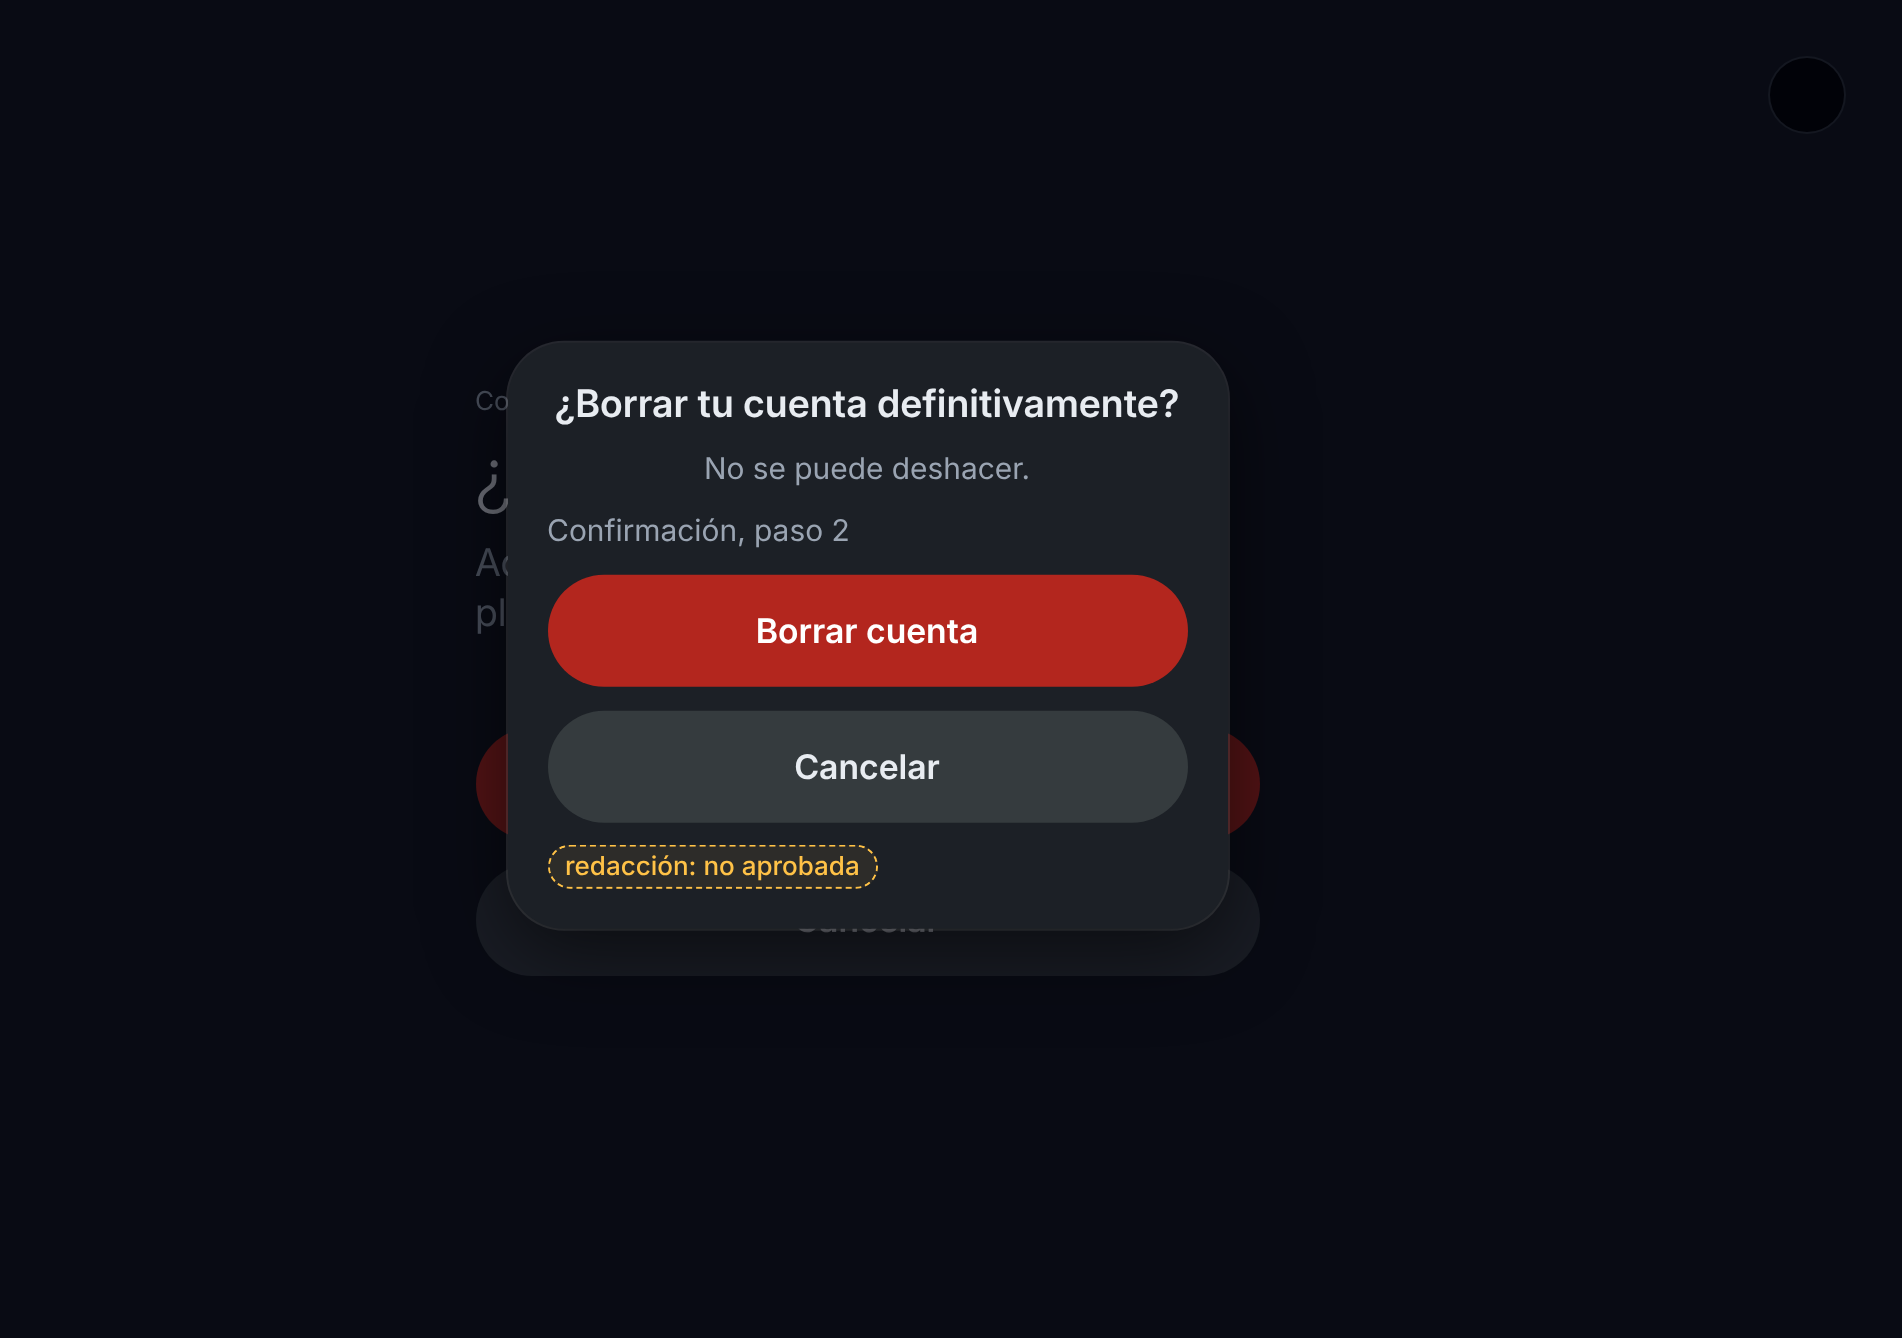 ¿Borrar tu cuenta definitivamente?
No se puede deshacer.
Confirmación, paso 2
Borrar cuenta
Cancelar
redacción: no aprobada